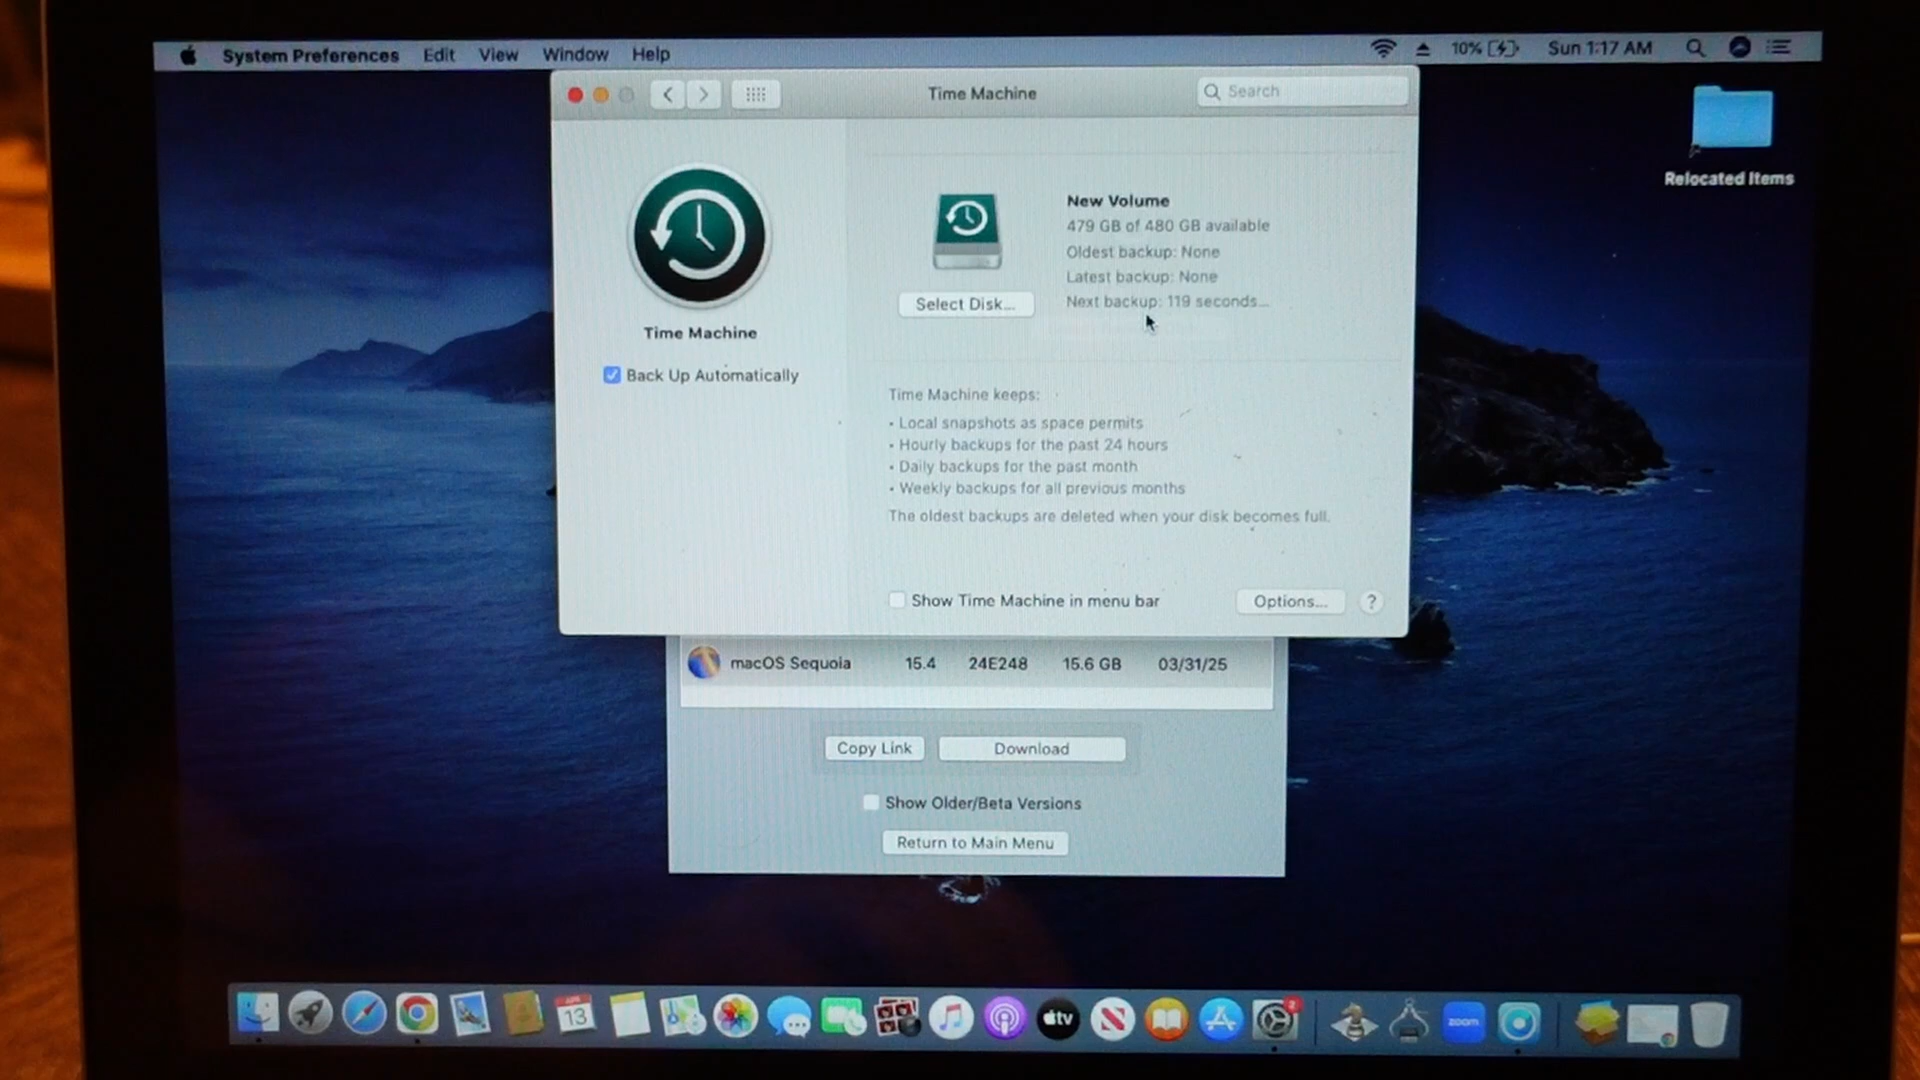 System Preferences Edit View Window Help 10% Sun 1:17 AM
Time Machine Search
Relocated Items
New Volume
479 GB of 480 GB available
Oldest backup: None
Latest backup: None
Select Disk... Next backup: 119 seconds...
Time Machine
Back Up Automatically
Time Machine keeps:
• Local snapshots as space permits
• Hourly backups for the past 24 hours
• Daily backups for the past month
• Weekly backups for all previous months
The oldest backups are deleted when your disk becomes full.
Show Time Machine in menu bar Options... ?
macOS Sequoia 15.4 24E248 15.6 GB 03/31/25
Copy Link Download
Show Older/Beta Versions
Return to Main Menu
APR
13
tv
2
zoom